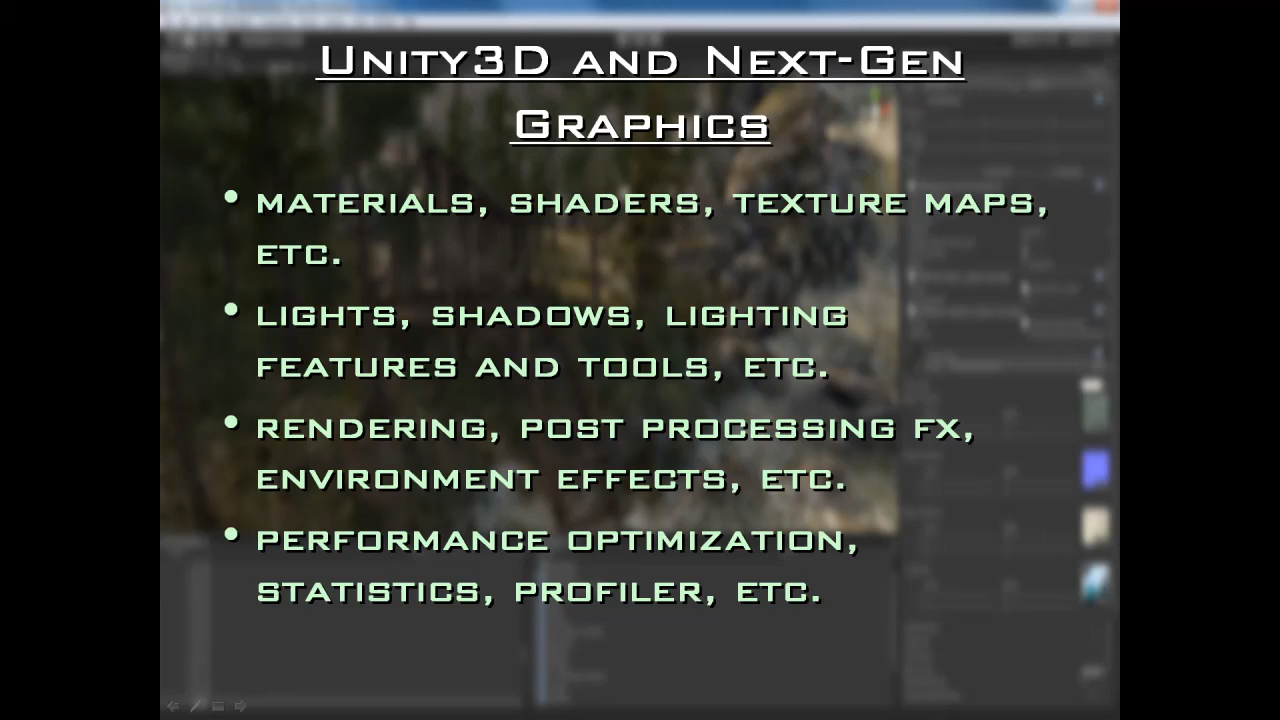 Unity3D and Next-Gen
Graphics
• Materials, shaders, texture maps,
etc.
• Lights, shadows, lighting
features and tools, etc.
• Rendering, post processing FX,
environment effects, etc.
• Performance optimization,
statistics, profiler, etc.